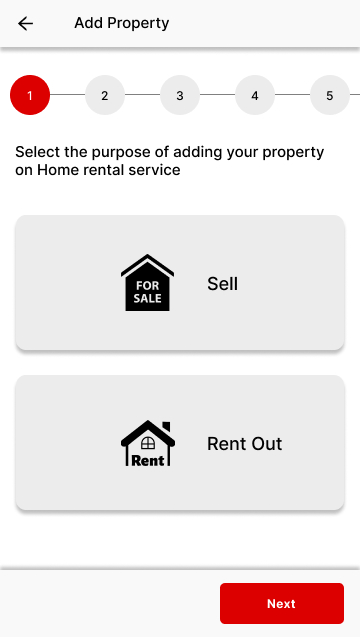 Add Property
1 2 3 4 5
Select the purpose of adding your property
on Home rental service
FOR
SALE
Sell
Rent
Rent Out
Next